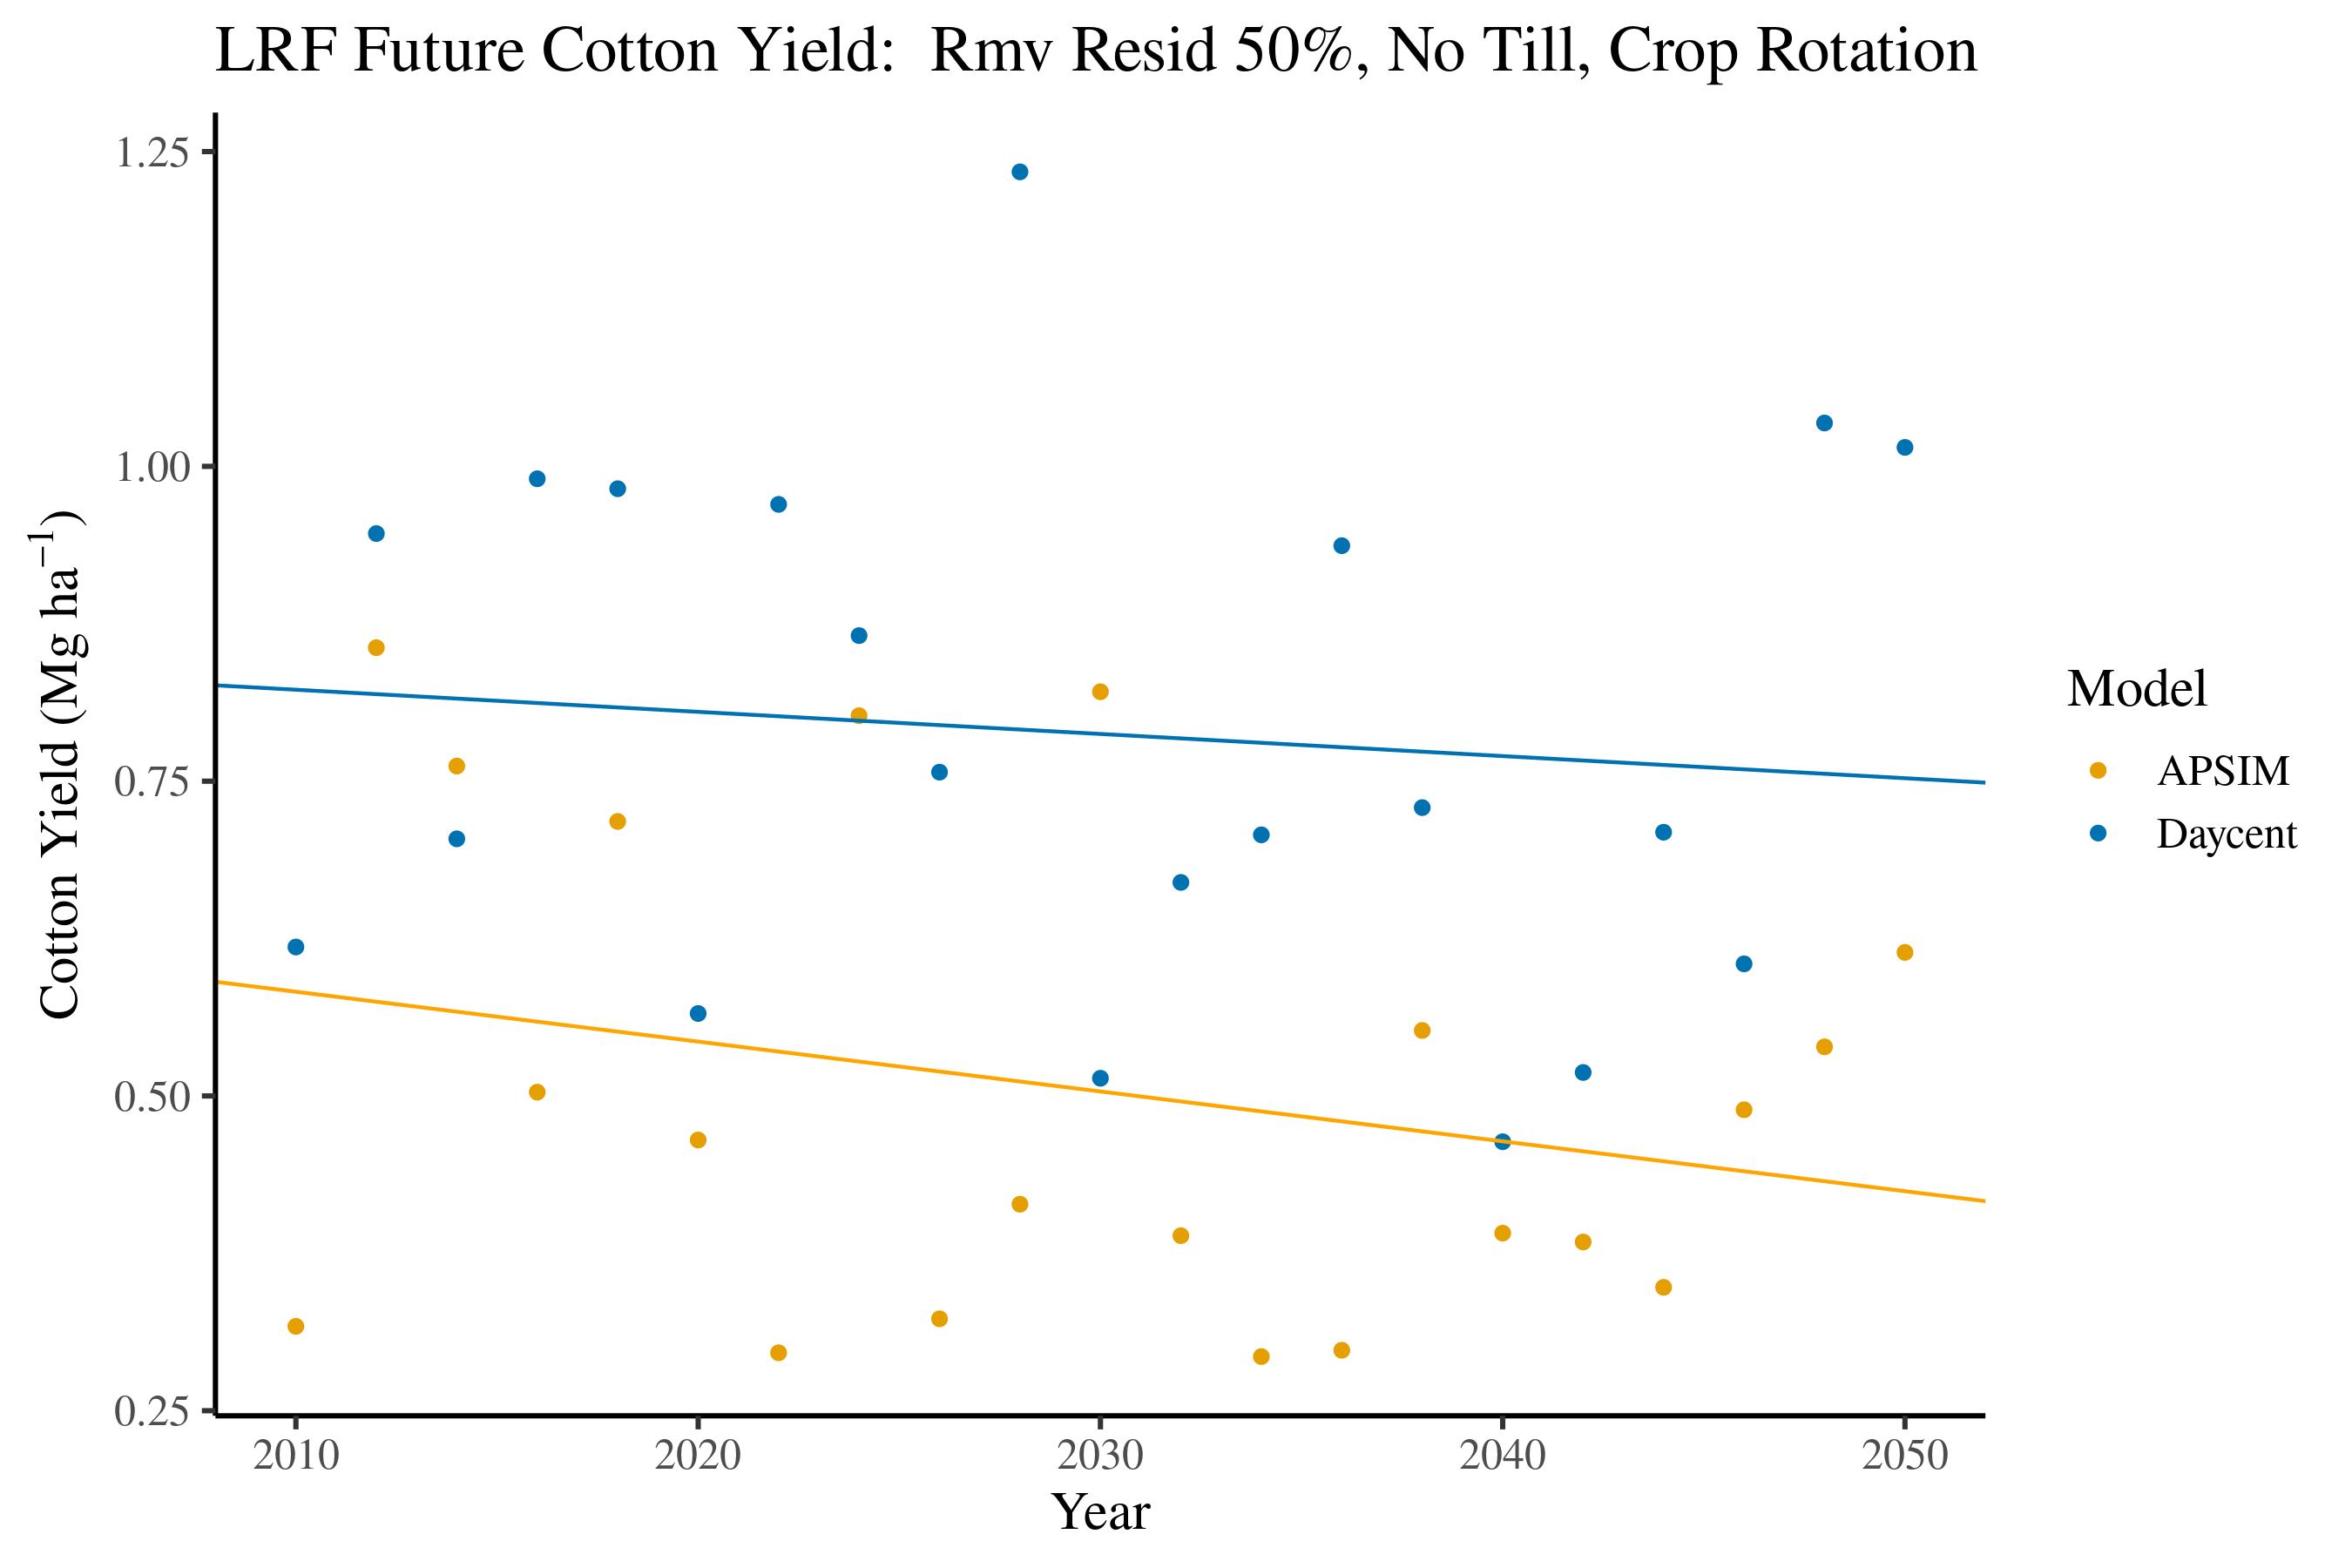 LRF Future Cotton Yield:  Rmv Resid 50%, No Till, Crop Rotation
1.25
1.00
0.75
0.50
0.25
Cotton Yield (Mg ha⁻¹)
2010 2020 2030 2040 2050
Year
Model
APSIM
Daycent